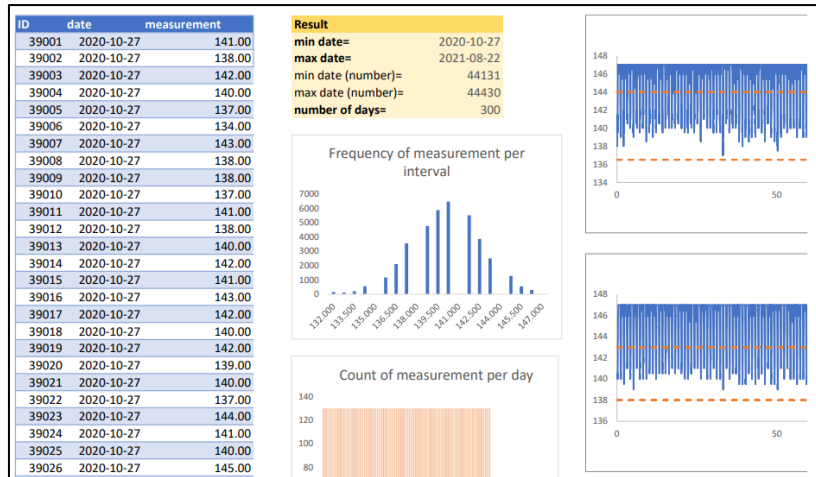 ID date measurement
39001 2020-10-27 141.00
39002 2020-10-27 138.00
39003 2020-10-27 142.00
39004 2020-10-27 140.00
39005 2020-10-27 137.00
39006 2020-10-27 134.00
39007 2020-10-27 143.00
39008 2020-10-27 138.00
39009 2020-10-27 138.00
39010 2020-10-27 137.00
39011 2020-10-27 141.00
39012 2020-10-27 138.00
39013 2020-10-27 140.00
39014 2020-10-27 142.00
39015 2020-10-27 141.00
39016 2020-10-27 143.00
39017 2020-10-27 142.00
39018 2020-10-27 140.00
39019 2020-10-27 142.00
39020 2020-10-27 139.00
39021 2020-10-27 140.00
39022 2020-10-27 137.00
39023 2020-10-27 144.00
39024 2020-10-27 141.00
39025 2020-10-27 140.00
39026 2020-10-27 145.00
Result
min date= 2020-10-27
max date= 2021-08-22
min date (number)= 44131
max date (number)= 44430
number of days= 300
Frequency of measurement per
interval
7000
6000
5000
4000
3000
2000
1000
0
132.000 133.500 135.000 136.500 138.000 139.500 141.000 142.500 144.000 145.500 147.000
Count of measurement per day
140
120
100
80
148
146
144
142
140
138
136
134
0 50
148
146
144
142
140
138
136
0 50